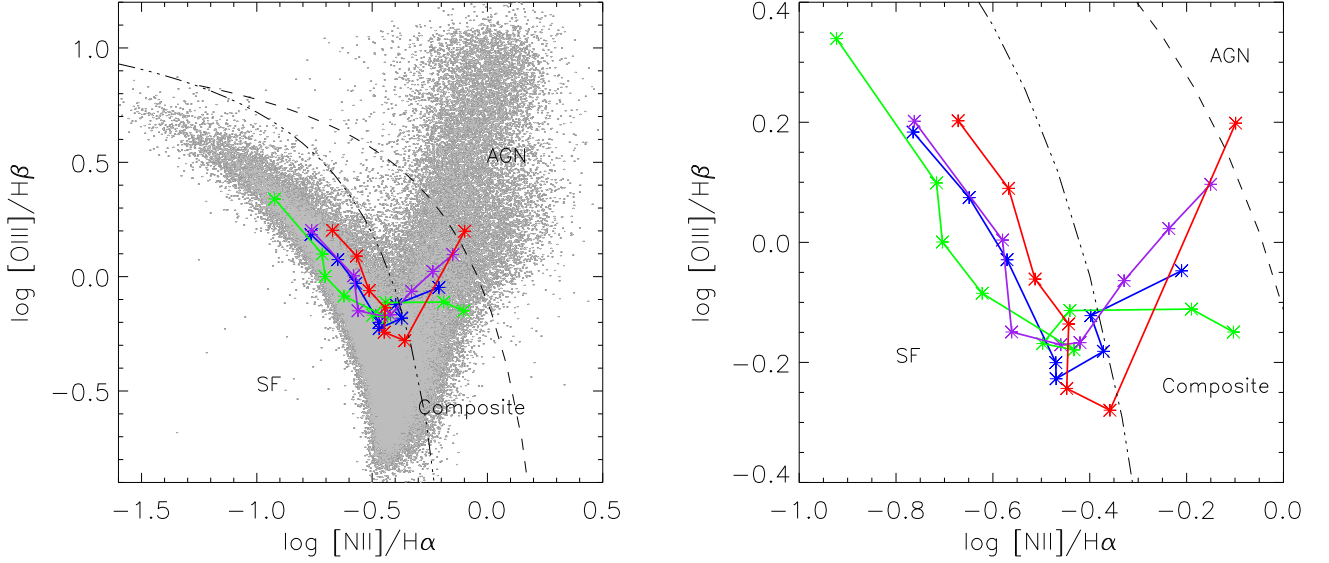 1.0
0.5
0.0
−0.5
log [OIII]/Hβ
AGN
SF
Composite
−1.5 −1.0 −0.5 0.0 0.5
log [NII]/Hα
0.4
0.2
0.0
−0.2
−0.4
log [OIII]/Hβ
AGN
SF
Composite
−1.0 −0.8 −0.6 −0.4 −0.2 0.0
log [NII]/Hα